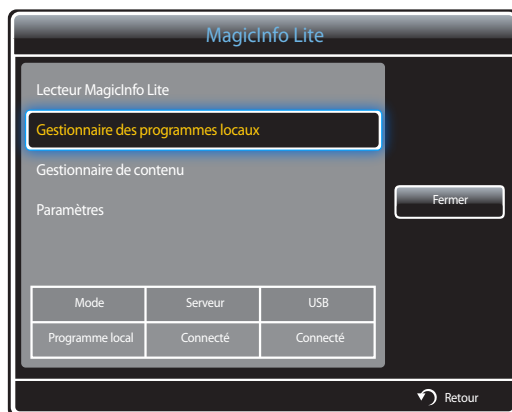 MagicInfo Lite
Lecteur MagicInfo Lite
Gestionnaire des programmes locaux
Gestionnaire de contenu
Paramètres
Fermer
Mode Serveur USB
Programme local Connecté Connecté
Retour